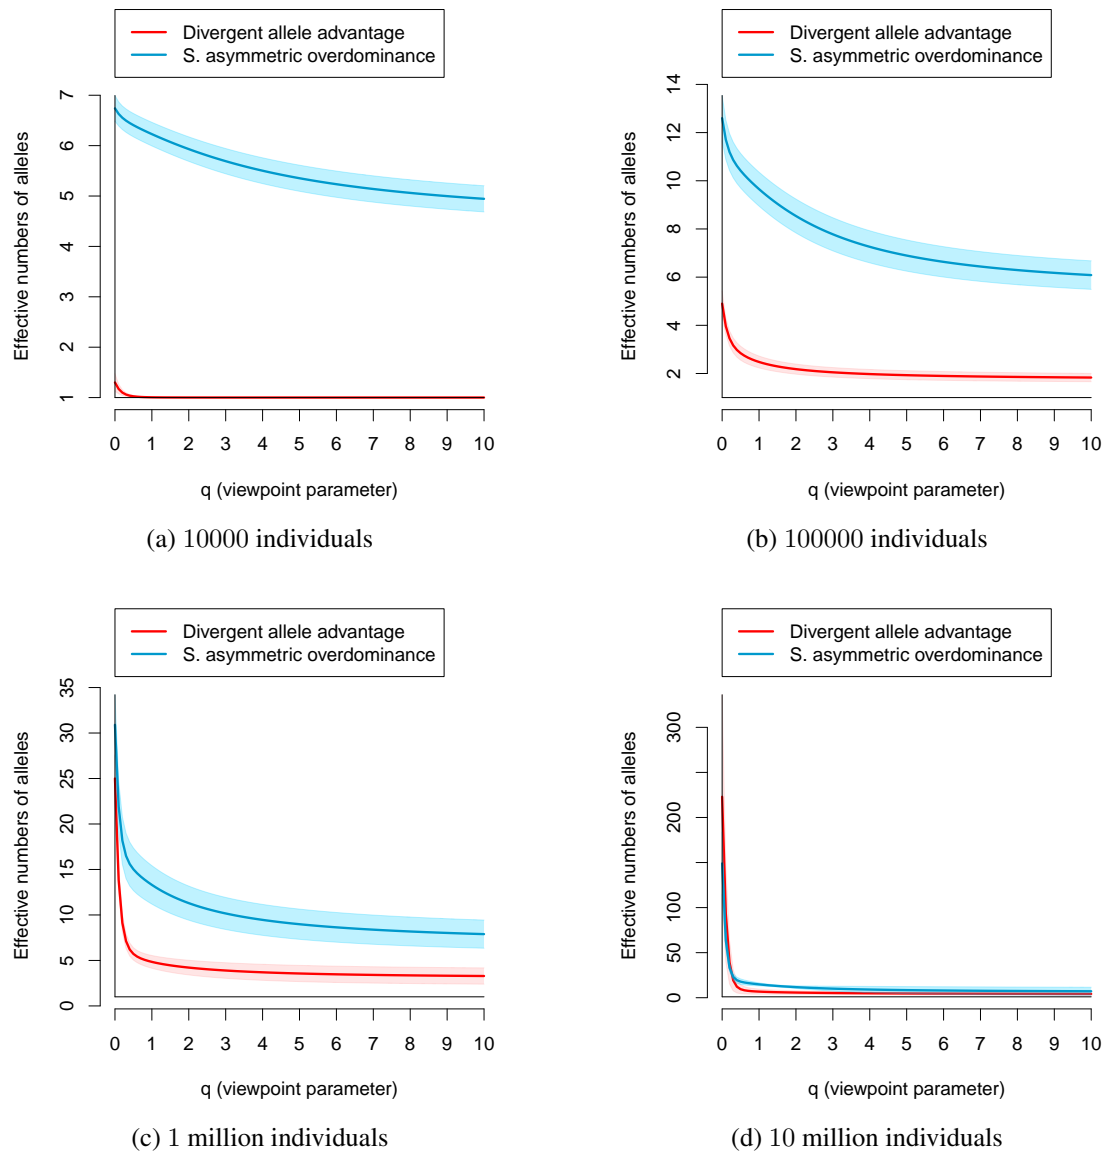 Divergent allele advantage
S. asymmetric overdominance
Effective numbers of alleles
7
6
5
4
3
2
1
0 1 2 3 4 5 6 7 8 9 10
q (viewpoint parameter)
(a) 10000 individuals
Divergent allele advantage
S. asymmetric overdominance
Effective numbers of alleles
14
12
10
8
6
4
2
0 1 2 3 4 5 6 7 8 9 10
q (viewpoint parameter)
(b) 100000 individuals
Divergent allele advantage
S. asymmetric overdominance
Effective numbers of alleles
35
30
25
20
15
10
5
0
0 1 2 3 4 5 6 7 8 9 10
q (viewpoint parameter)
(c) 1 million individuals
Divergent allele advantage
S. asymmetric overdominance
Effective numbers of alleles
300
200
100
50
0
0 1 2 3 4 5 6 7 8 9 10
q (viewpoint parameter)
(d) 10 million individuals